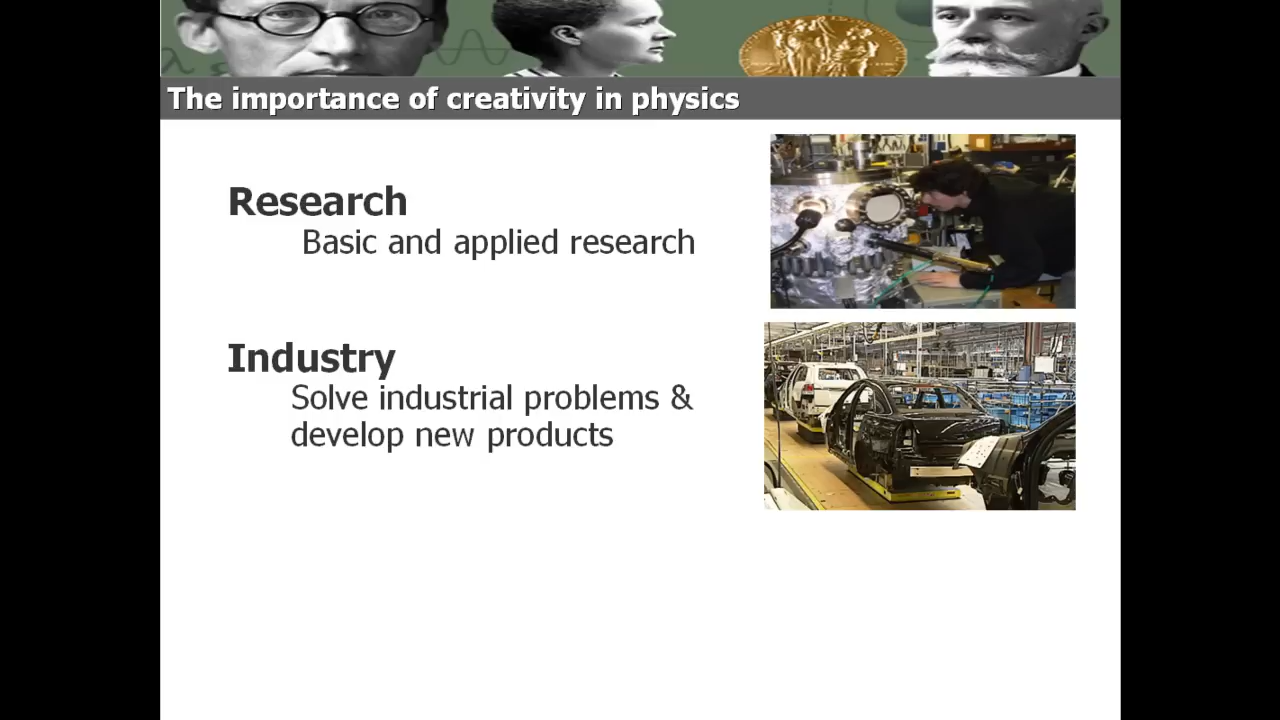 The importance of creativity in physics
Research
Basic and applied research
Industry
Solve industrial problems &
develop new products